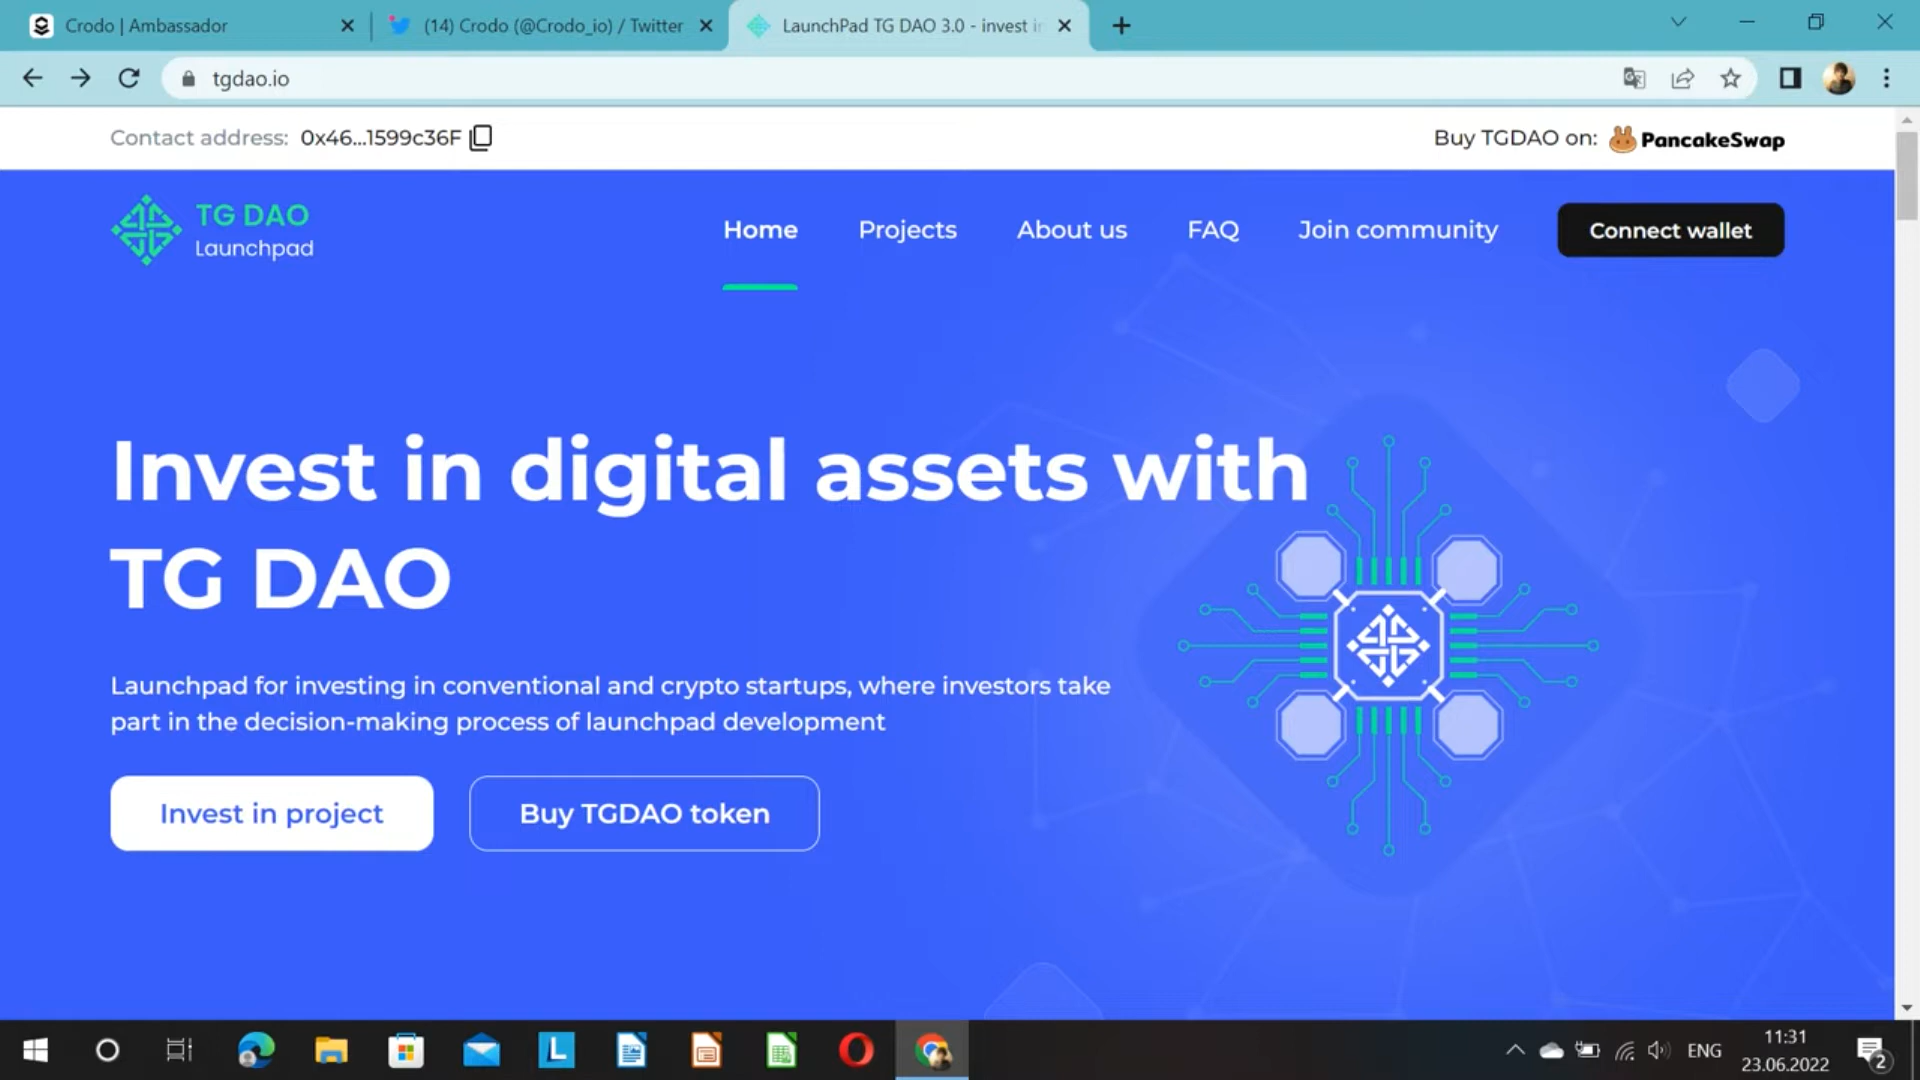 Crodo | Ambassador
(14) Crodo (@Crodo_io) / Twitter
LaunchPad TG DAO 3.0 - invest in
tgdao.io
Contact address: 0x46...1599c36F
Buy TGDAO on: PancakeSwap
TG DAO
Launchpad
Home
Projects
About us
FAQ
Join community
Connect wallet
Invest in digital assets with
TG DAO
Launchpad for investing in conventional and crypto startups, where investors take
part in the decision-making process of launchpad development
Invest in project
Buy TGDAO token
L
ENG
11:31
23.06.2022
2